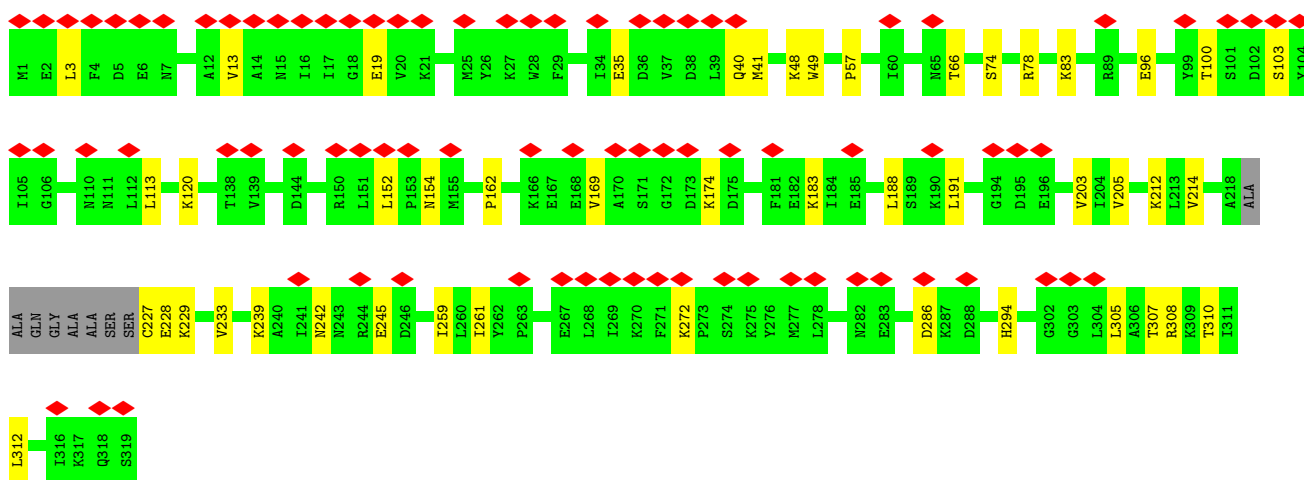 M1 E2 L3 F4 D5 E6 N7 A12 V13 A14 N15 I16 I17 G18 E19 V20 K21 M25 Y26 K27 W28 F29 I34 E35 D36 V37 D38 L39 Q40 M41 K48 W49 P57 I60 N65 T66 S74 R78 K83 R89 E96 Y99 T100 S101 D102 S103 Y104
I105 G106 N110 N111 L112 L113 K120 T138 V139 D144 R150 L151 L152 P153 N154 M155 P162 K166 E167 E168 V169 A170 S171 G172 D173 K174 D175 F181 E182 K183 I184 E185 L188 S189 K190 L191 G194 D195 E196 V203 I204 V205 K212 L213 V214 A218 ALA
ALA GLN GLY ALA ALA SER SER C227 E228 K229 V233 K239 A240 I241 N242 N243 R244 E245 D246 I259 L260 I261 Y262 P263 E267 L268 I269 K270 F271 K272 P273 S274 K275 Y276 M277 L278 N282 E283 D286 K287 D288 H294 G302 G303 L304 L305 A306 T307 R308 K309 T310 I311
L312 I316 K317 Q318 S319